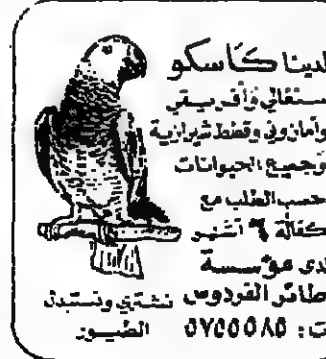 لدينا كاسكو
سنغالي وأفريقي
وأمازوني وقطط شيرازية
وجميع الحيوانات
حسب الطلب مع
كفالة ٦ أشهر
لدى مؤسسة
طائر الفردوس نشتري ونستبدل
ت: ٥٧٥٥٥٨٥ الطيور